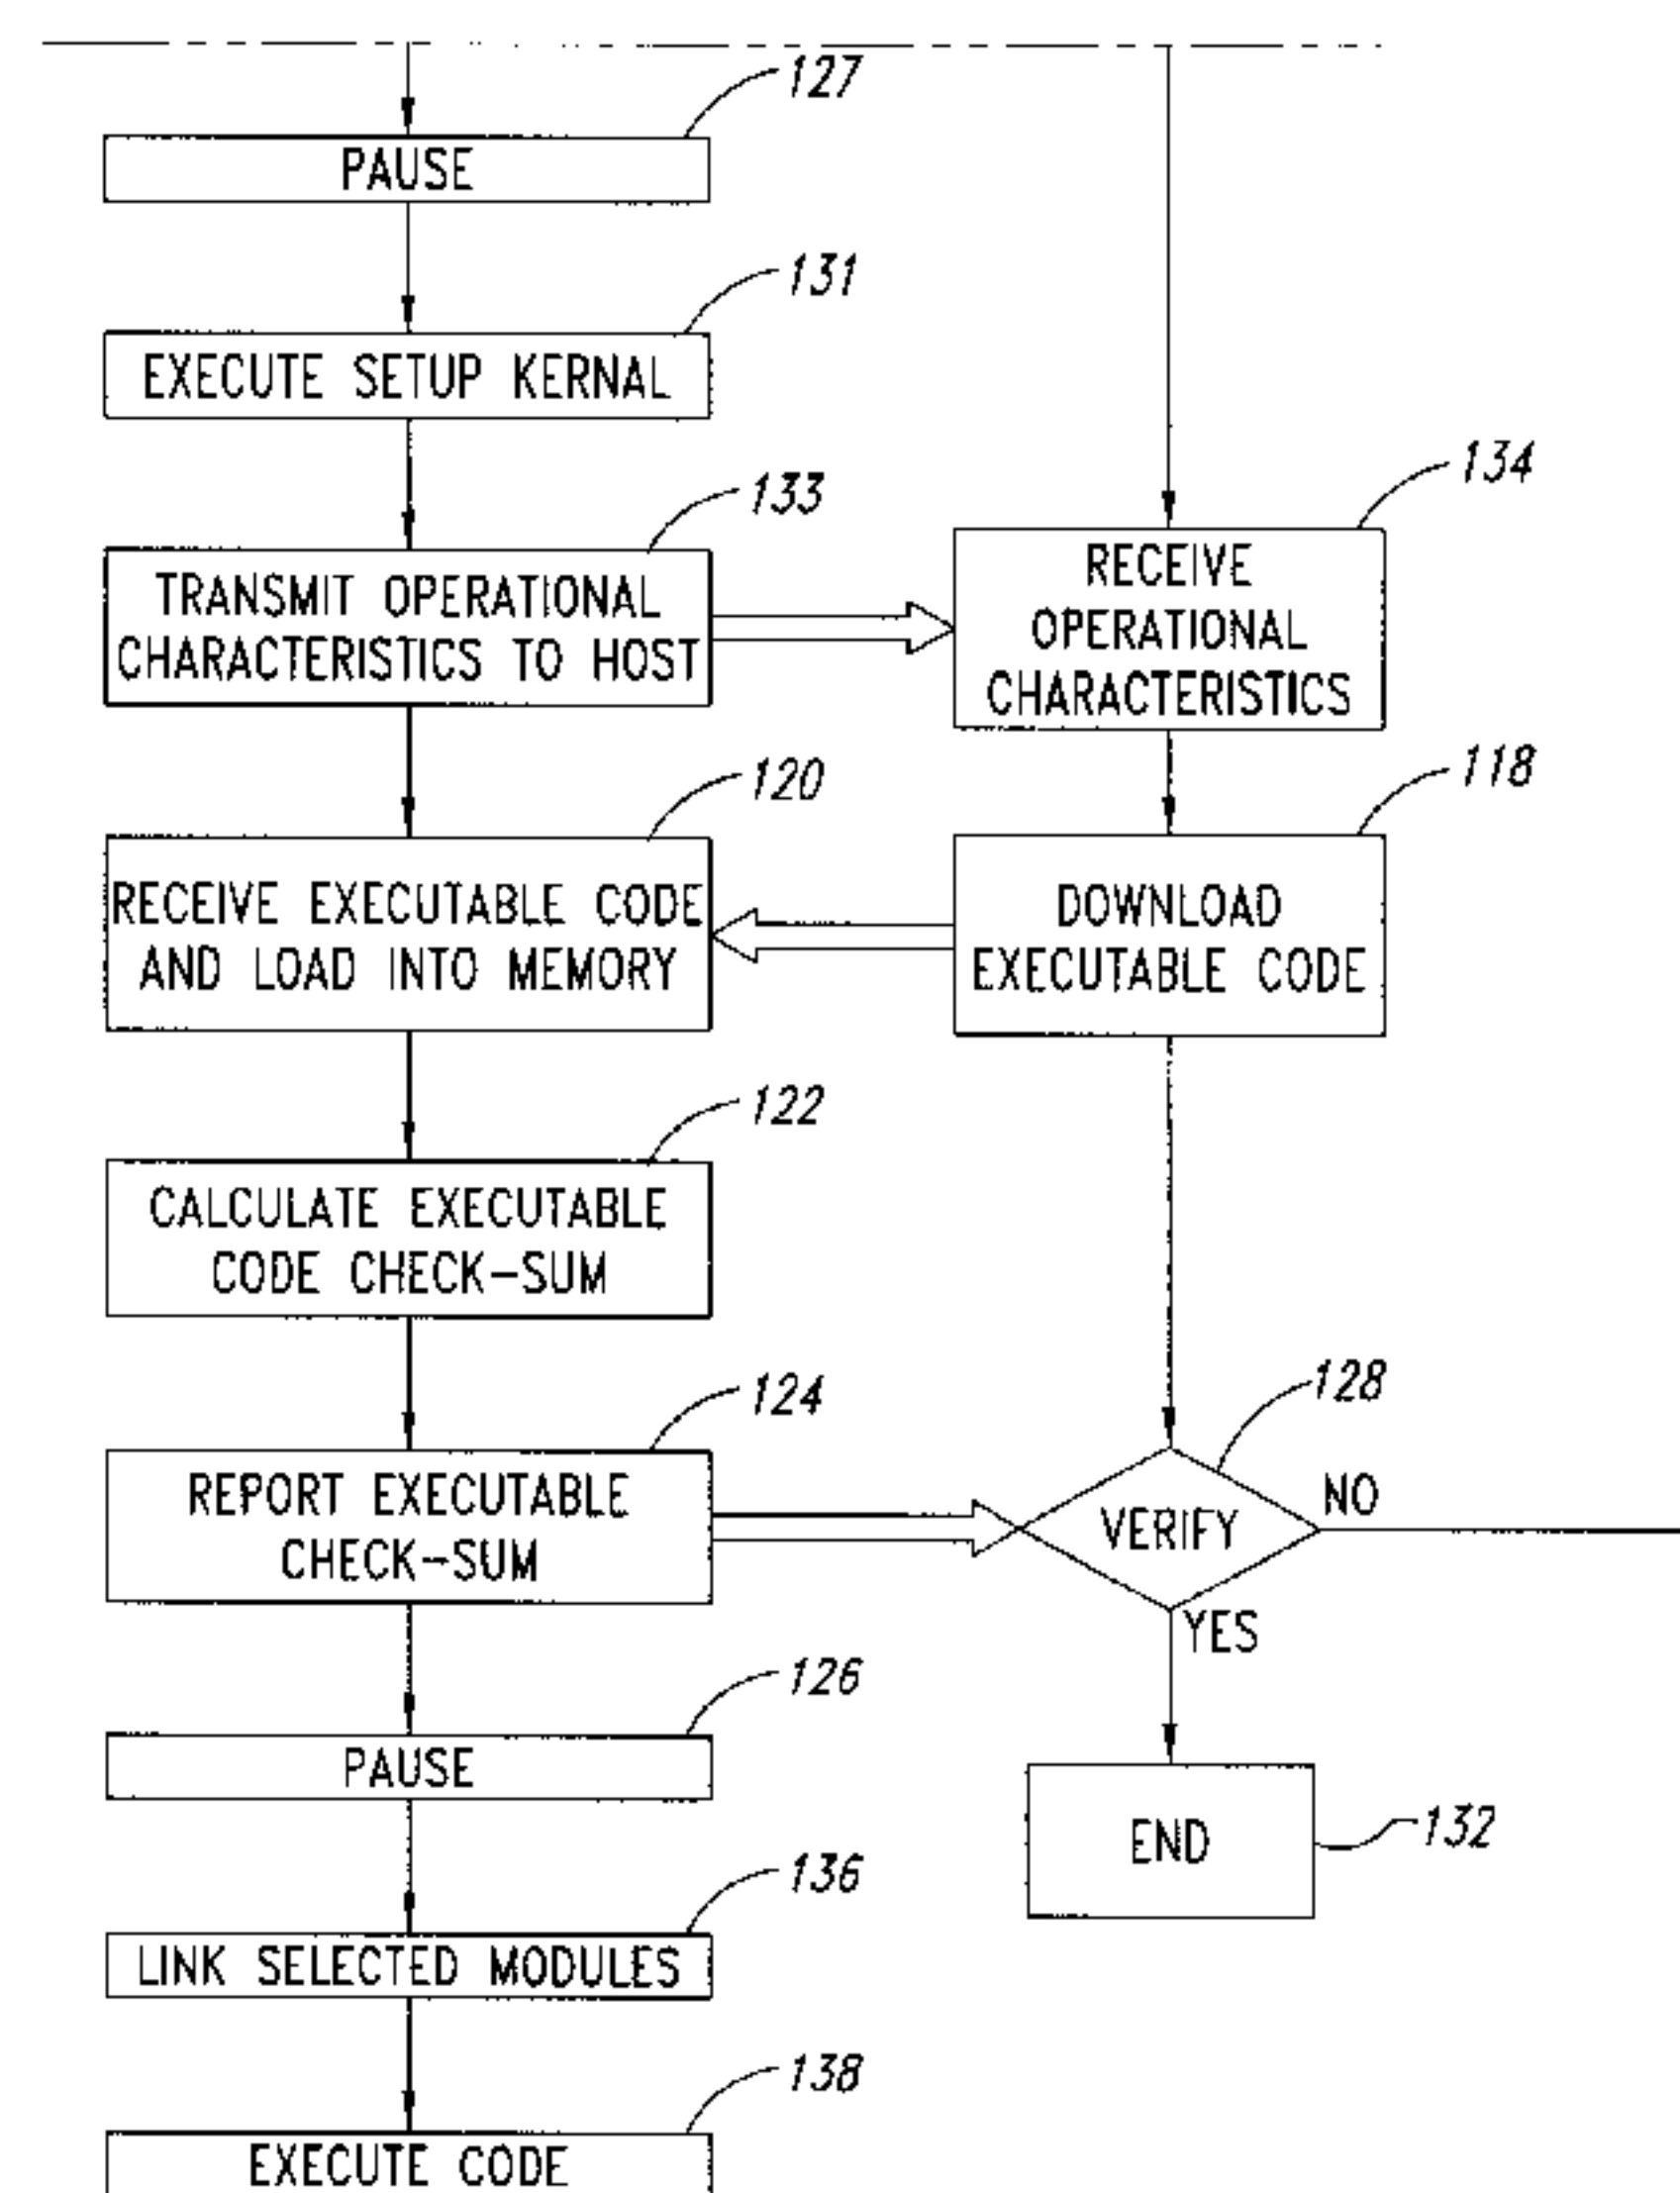 127
PAUSE
131
EXECUTE SETUP KERNAL
133
TRANSMIT OPERATIONAL
CHARACTERISTICS TO HOST
134
RECEIVE
OPERATIONAL
CHARACTERISTICS
120
RECEIVE EXECUTABLE CODE
AND LOAD INTO MEMORY
118
DOWNLOAD
EXECUTABLE CODE
122
CALCULATE EXECUTABLE
CODE CHECK-SUM
124
REPORT EXECUTABLE
CHECK-SUM
128
VERIFY
NO
YES
126
PAUSE
132
END
136
LINK SELECTED MODULES
138
EXECUTE CODE